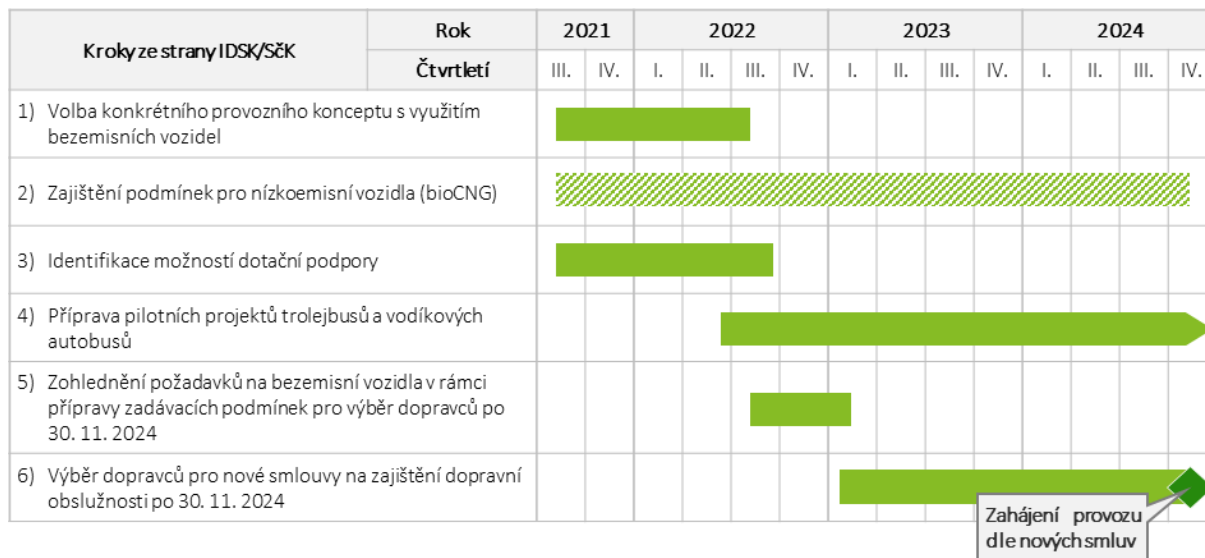 Kroky ze strany IDSK/SčK
Rok
2021
2022
2023
2024
Čtvrtletí
III.
IV.
I.
II.
III.
IV.
I.
II.
III.
IV.
I.
II.
III.
IV.
1) Volba konkrétního provozního konceptu s využitím
bezemisních vozidel
2) Zajištění podmínek pro nízkoemisní vozidla (bioCNG)
3) Identifikace možností dotační podpory
4) Příprava pilotních projektů trolejbusů a vodíkových
autobusů
5) Zohlednění požadavků na bezemisní vozidla v rámci
přípravy zadávacích podmínek pro výběr dopravců po
30. 11. 2024
6) Výběr dopravců pro nové smlouvy na zajištění dopravní
obslužnosti po 30. 11. 2024
Zahájení provozu
dle nových smluv